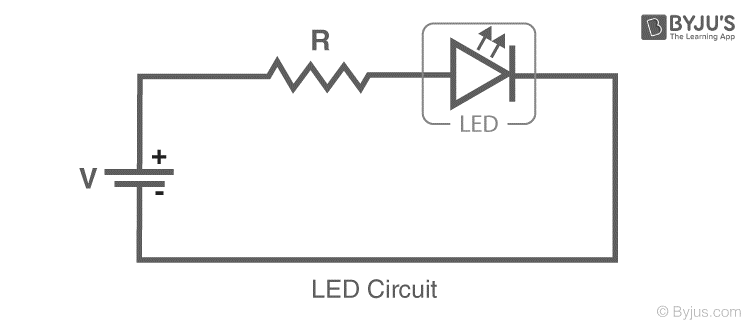 BYJU'S
The Learning App
R
LED
V
+
-
LED Circuit
© Byjus.com